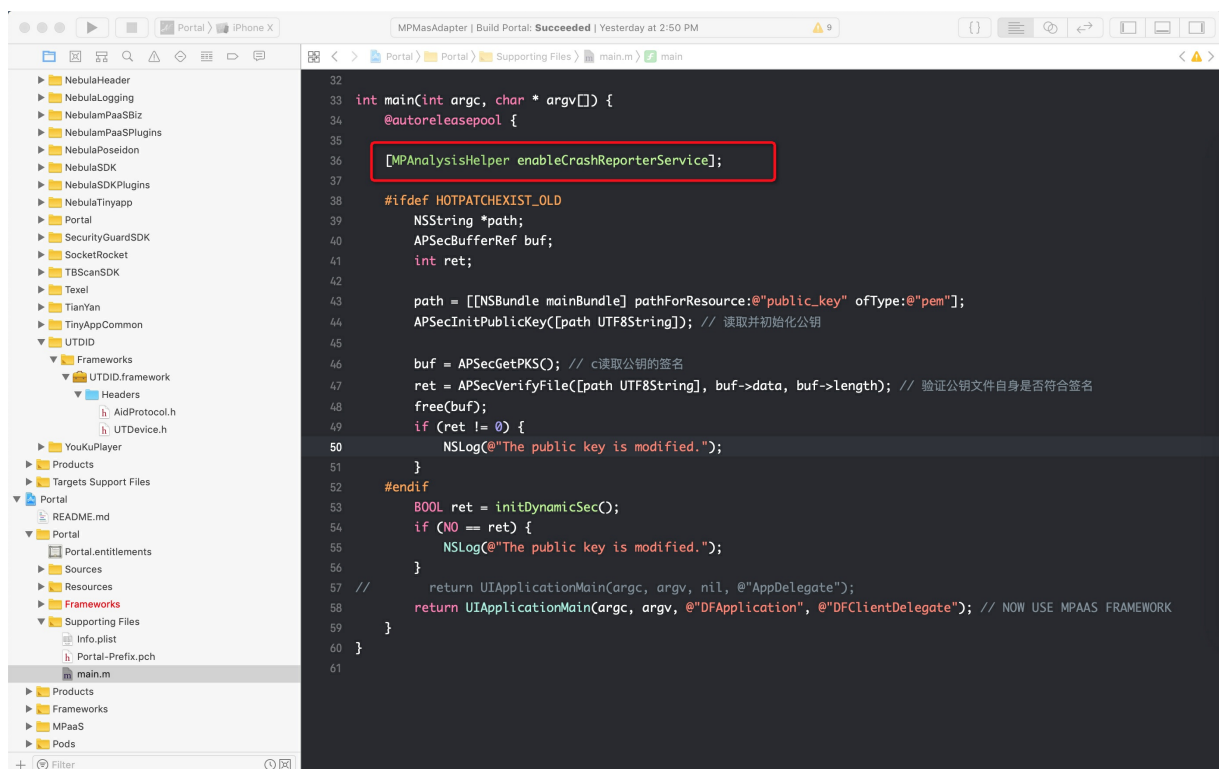 Portal 〉 iPhone X
MPMasAdapter | Build Portal: Succeeded | Yesterday at 2:50 PM
9
{ }
Portal 〉 Portal 〉 Supporting Files 〉 main.m 〉 f main
NebulaHeader
NebulaLogging
NebulamPaaSBiz
NebulamPaaSPlugins
NebulaPoseidon
NebulaSDK
NebulaSDKPlugins
NebulaTinyapp
Portal
SecurityGuardSDK
SocketRocket
TBScanSDK
Texel
TianYan
TinyAppCommon
UTDID
Frameworks
UTDID.framework
Headers
h AidProtocol.h
h UTDevice.h
YouKuPlayer
Products
Targets Support Files
Portal
README.md
Portal
Portal.entitlements
Sources
Resources
Frameworks
Supporting Files
Info.plist
h Portal-Prefix.pch
m main.m
Products
Frameworks
MPaaS
Pods
Filter
32
33 int main(int argc, char * argv[]) {
34 @autoreleasepool {
35
36 [MPAnalysisHelper enableCrashReporterService];
37
38 #ifdef HOTPATCHEXIST_OLD
39 NSString *path;
40 APSecBufferRef buf;
41 int ret;
42
43 path = [[NSBundle mainBundle] pathForResource:@"public_key" ofType:@"pem"];
44 APSecInitPublicKey([path UTF8String]); // 读取并初始化公钥
45
46 buf = APSecGetPKS(); // c读取公钥的签名
47 ret = APSecVerifyFile([path UTF8String], buf->data, buf->length); // 验证公钥文件自身是否符合签名
48 free(buf);
49 if (ret != 0) {
50 NSLog(@"The public key is modified.");
51 }
52 #endif
53 BOOL ret = initDynamicSec();
54 if (NO == ret) {
55 NSLog(@"The public key is modified.");
56 }
57 // return UIApplicationMain(argc, argv, nil, @"AppDelegate");
58 return UIApplicationMain(argc, argv, @"DFApplication", @"DFClientDelegate"); // NOW USE MPAAS FRAMEWORK
59 }
60 }
61